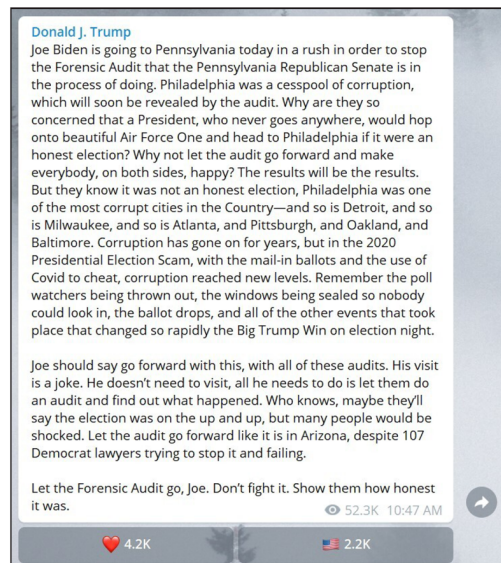 Donald J. Trump
Joe Biden is going to Pennsylvania today in a rush in order to stop
the Forensic Audit that the Pennsylvania Republican Senate is in
the process of doing. Philadelphia was a cesspool of corruption,
which will soon be revealed by the audit. Why are they so
concerned that a President, who never goes anywhere, would hop
onto beautiful Air Force One and head to Philadelphia if it were an
honest election? Why not let the audit go forward and make
everybody, on both sides, happy? The results will be the results.
But they know it was not an honest election, Philadelphia was one
of the most corrupt cities in the Country—and so is Detroit, and so
is Milwaukee, and so is Atlanta, and Pittsburgh, and Oakland, and
Baltimore. Corruption has gone on for years, but in the 2020
Presidential Election Scam, with the mail-in ballots and the use of
Covid to cheat, corruption reached new levels. Remember the poll
watchers being thrown out, the windows being sealed so nobody
could look in, the ballot drops, and all of the other events that took
place that changed so rapidly the Big Trump Win on election night.
Joe should say go forward with this, with all of these audits. His visit
is a joke. He doesn’t need to visit, all he needs to do is let them do
an audit and find out what happened. Who knows, maybe they’ll
say the election was on the up and up, but many people would be
shocked. Let the audit go forward like it is in Arizona, despite 107
Democrat lawyers trying to stop it and failing.
Let the Forensic Audit go, Joe. Don’t fight it. Show them how honest
it was.
52.3K 10:47 AM
4.2K
2.2K